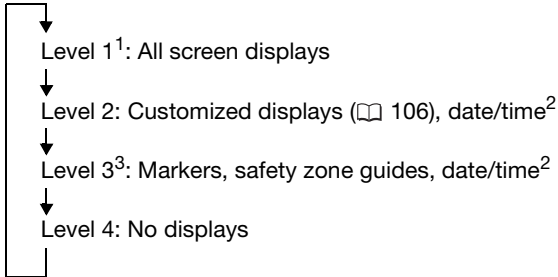 Level 1¹: All screen displays
Level 2: Customized displays (📖 106), date/time²
Level 3³: Markers, safety zone guides, date/time²
Level 4: No displays